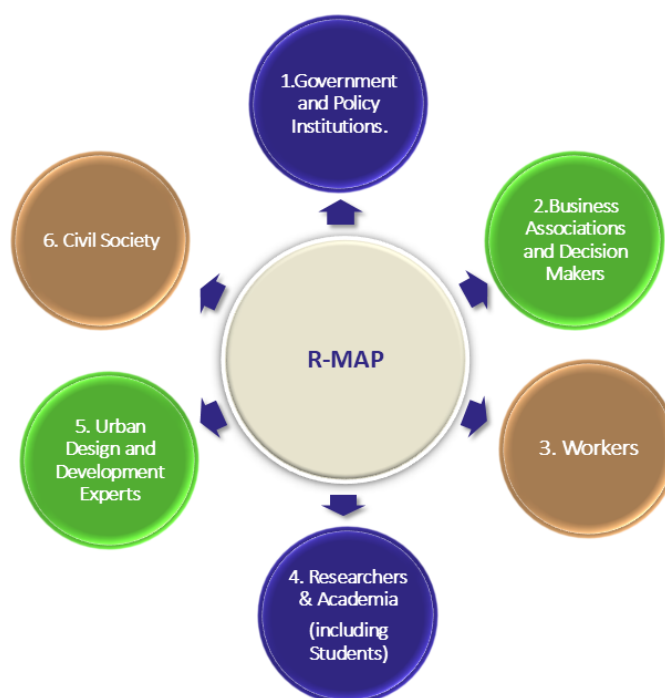 1.Government
and Policy
Institutions.
2.Business
Associations
and Decision
Makers
6. Civil Society
R-MAP
3. Workers
5. Urban
Design and
Development
Experts
4. Researchers
& Academia
(including
Students)